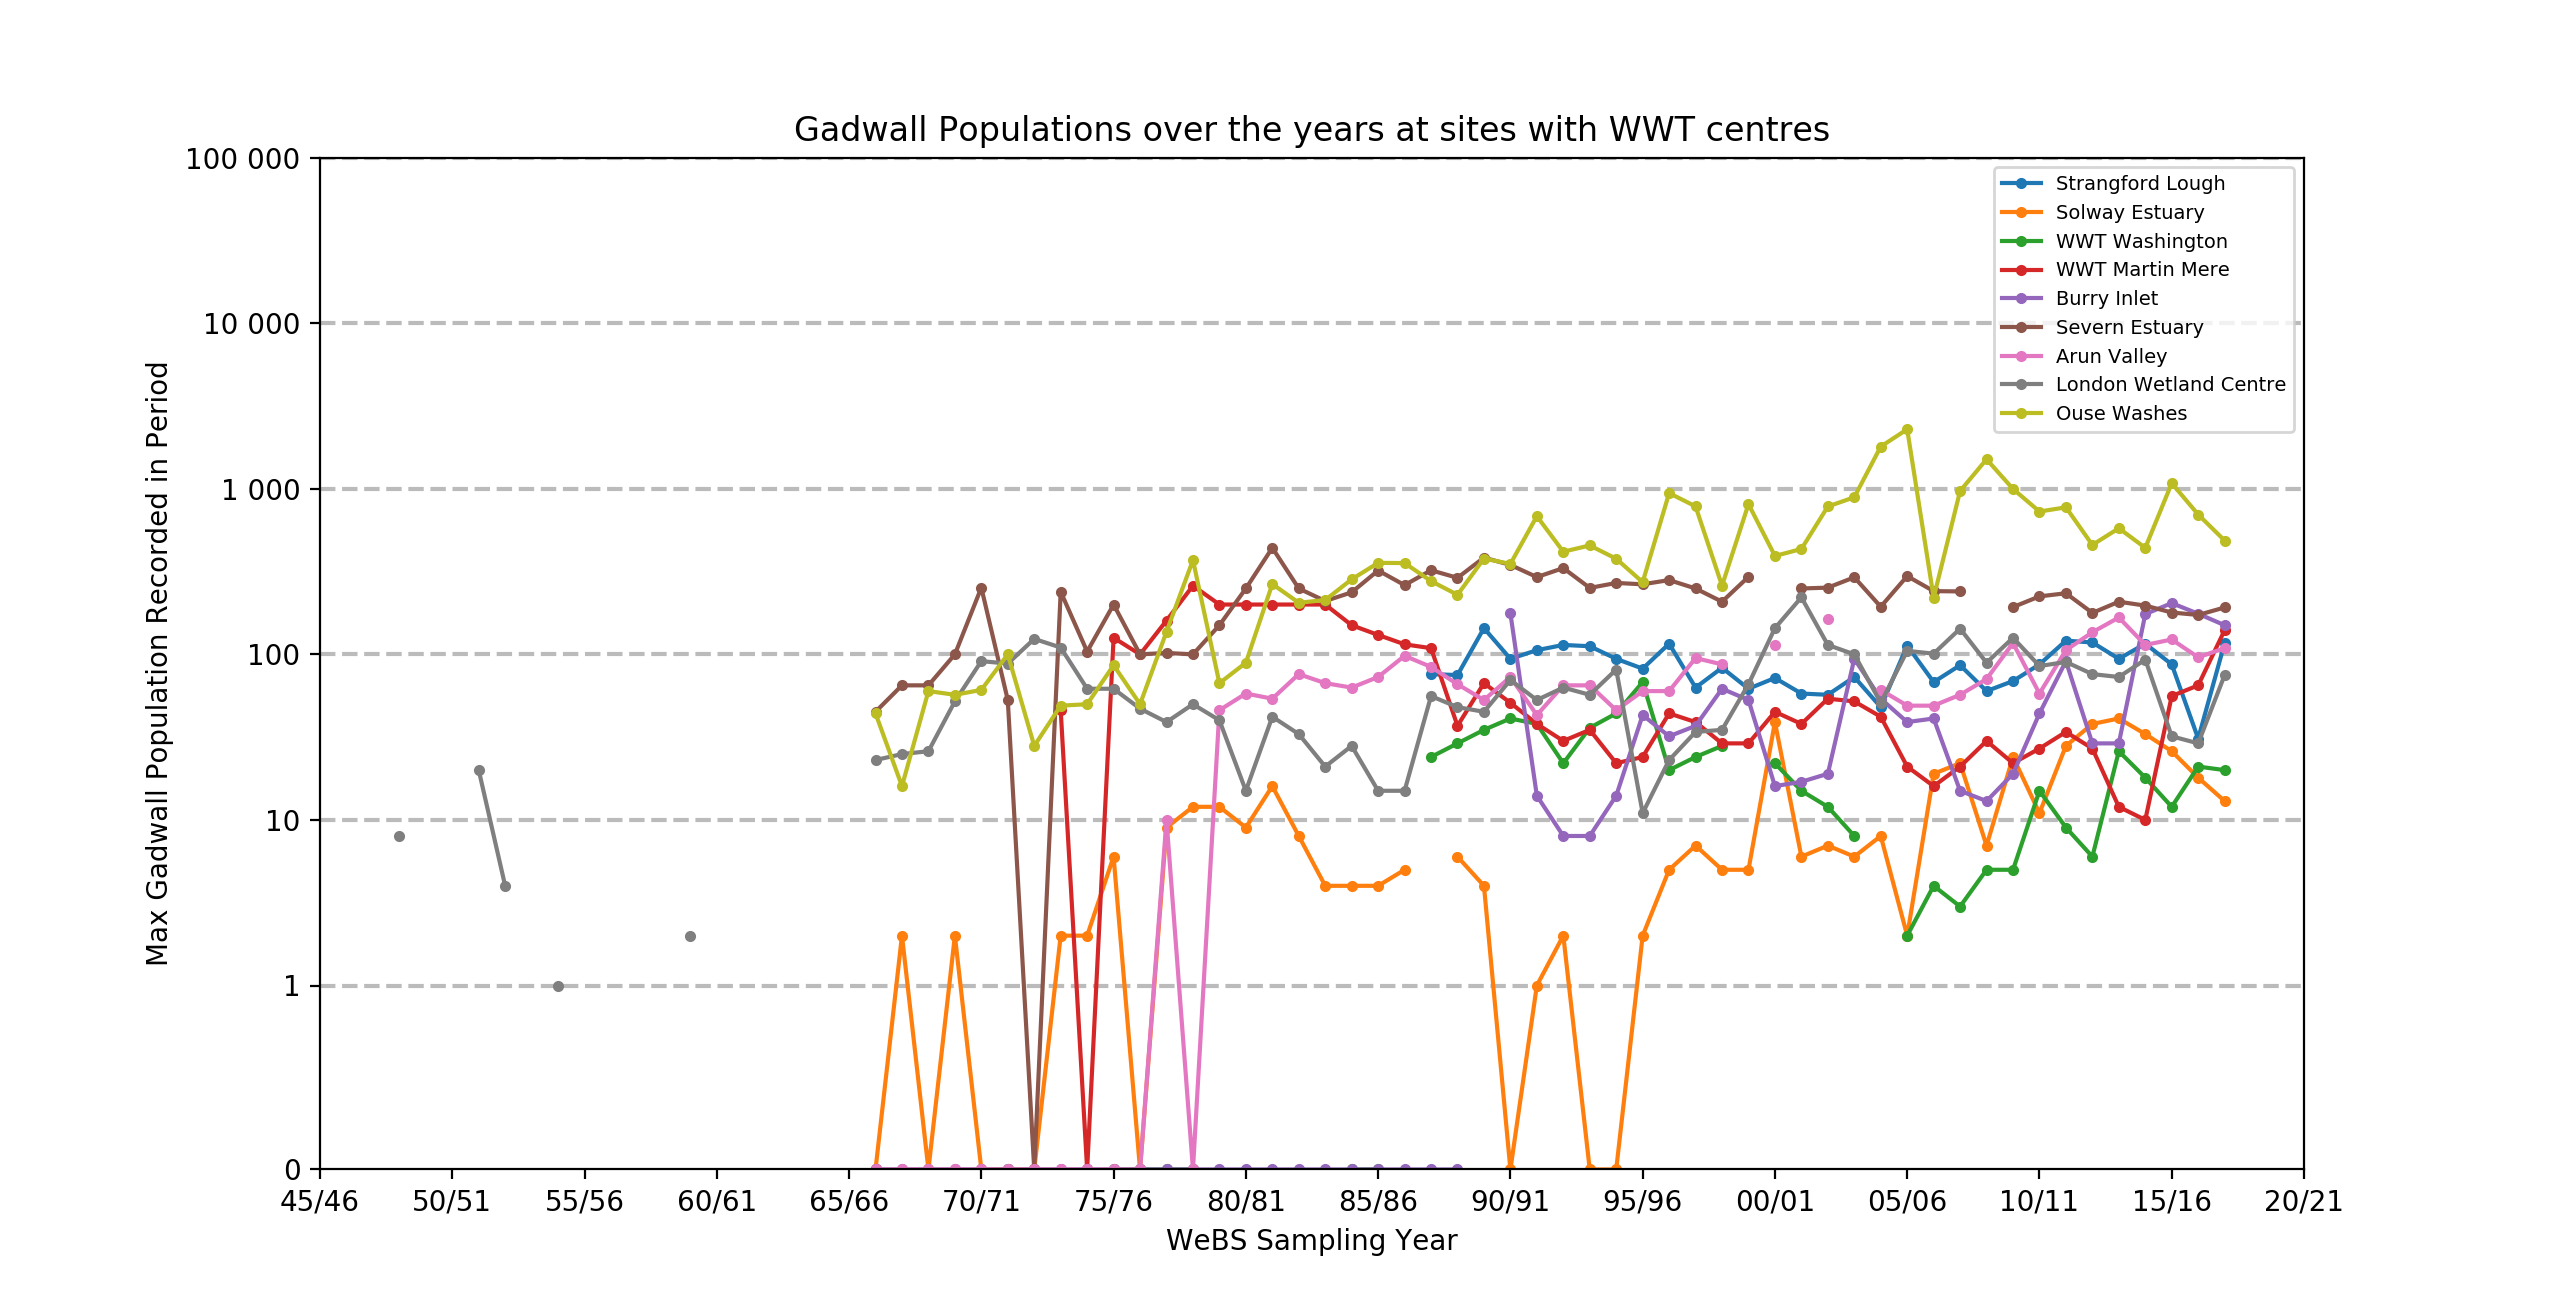 Gadwall Populations over the years at sites with WWT centres
100 000
10 000
1 000
100
10
1
0
Max Gadwall Population Recorded in Period
45/46 50/51 55/56 60/61 65/66 70/71 75/76 80/81 85/86 90/91 95/96 00/01 05/06 10/11 15/16 20/21
WeBS Sampling Year
Strangford Lough
Solway Estuary
WWT Washington
WWT Martin Mere
Burry Inlet
Severn Estuary
Arun Valley
London Wetland Centre
Ouse Washes